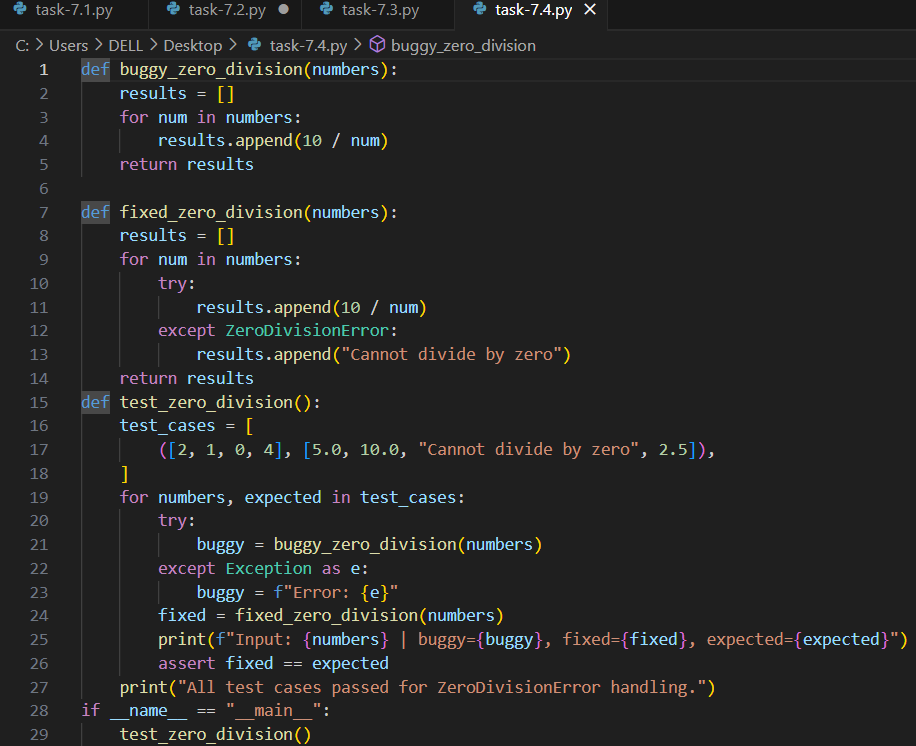 task-7.1.py task-7.2.py task-7.3.py task-7.4.py
C: > Users > DELL > Desktop > task-7.4.py > buggy_zero_division
1 def buggy_zero_division(numbers):
2     results = []
3     for num in numbers:
4         results.append(10 / num)
5     return results
6
7 def fixed_zero_division(numbers):
8     results = []
9     for num in numbers:
10         try:
11             results.append(10 / num)
12         except ZeroDivisionError:
13             results.append("Cannot divide by zero")
14     return results
15 def test_zero_division():
16     test_cases = [
17         ([2, 1, 0, 4], [5.0, 10.0, "Cannot divide by zero", 2.5]),
18     ]
19     for numbers, expected in test_cases:
20         try:
21             buggy = buggy_zero_division(numbers)
22         except Exception as e:
23             buggy = f"Error: {e}"
24         fixed = fixed_zero_division(numbers)
25         print(f"Input: {numbers} | buggy={buggy}, fixed={fixed}, expected={expected}")
26         assert fixed == expected
27     print("All test cases passed for ZeroDivisionError handling.")
28 if __name__ == "__main__":
29     test_zero_division()